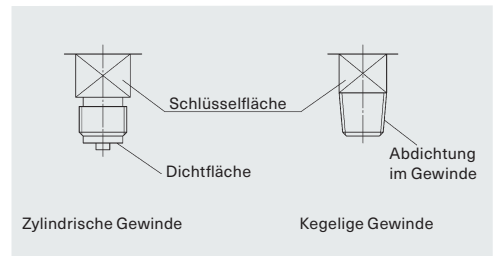 Schlüsselfläche
Dichtfläche
Abdichtung
im Gewinde
Zylindrische Gewinde
Kegelige Gewinde